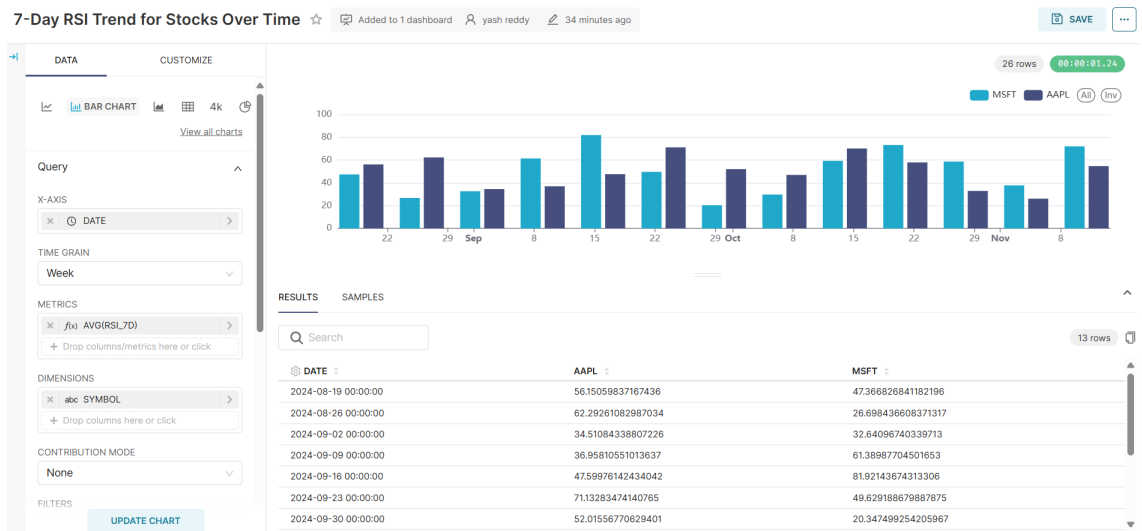 7-Day RSI Trend for Stocks Over Time
Added to 1 dashboard
yash reddy
34 minutes ago
SAVE
DATA
CUSTOMIZE
BAR CHART
4k
View all charts
Query
X-AXIS
DATE
TIME GRAIN
Week
METRICS
f(x) AVG(RSI_7D)
+ Drop columns/metrics here or click
DIMENSIONS
abc SYMBOL
+ Drop columns here or click
CONTRIBUTION MODE
None
FILTERS
UPDATE CHART
26 rows
00:00:01.24
MSFT AAPL All Inv
100
80
60
40
20
0
22 29 Sep 8 15 22 29 Oct 8 15 22 29 Nov 8
RESULTS SAMPLES
Search
13 rows
DATE AAPL MSFT
2024-08-19 00:00:00 56.15059837167436 47.366826841182196
2024-08-26 00:00:00 62.29261082987034 26.698436608371317
2024-09-02 00:00:00 34.51084338807226 32.64096740339713
2024-09-09 00:00:00 36.95810551013637 61.38987704501653
2024-09-16 00:00:00 47.59976142434042 81.92143674313306
2024-09-23 00:00:00 71.13283474140765 49.629188679887875
2024-09-30 00:00:00 52.01556770629401 20.347499254205967